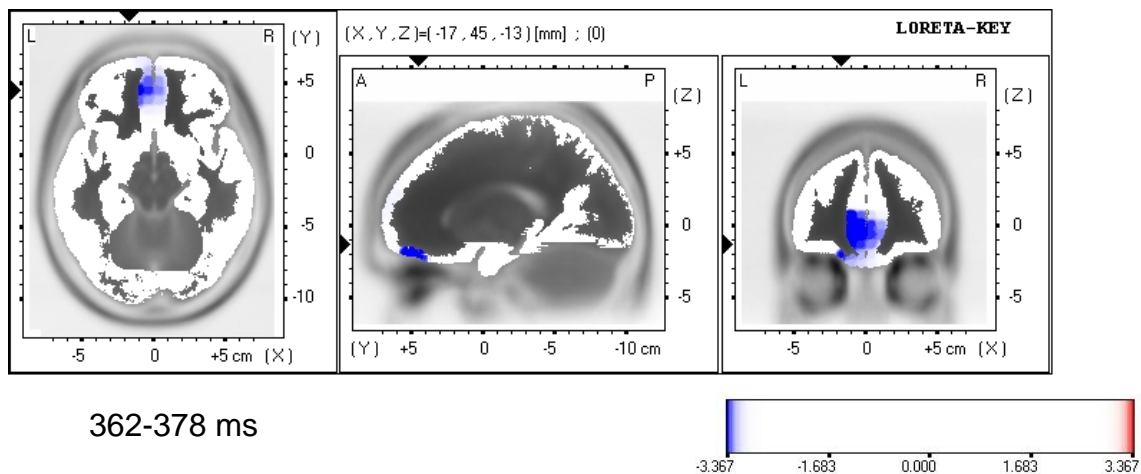 L R (Y) (X,Y,Z)=(-17,45,-13)[mm] ; (0) LORETA-KEY
A P (Z) L R (Z)
+5 +5 +5
0 0 0
-5 -5 -5
-10
-5 0 +5 cm (X) (Y) +5 0 -5 -10 cm -5 0 +5 cm (X)
362-378 ms
-3.367 -1.683 0.000 1.683 3.367